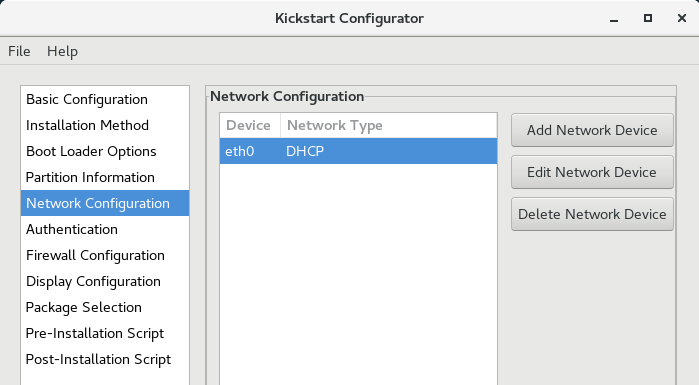 Kickstart Configurator
File Help
Basic Configuration
Installation Method
Boot Loader Options
Partition Information
Network Configuration
Authentication
Firewall Configuration
Display Configuration
Package Selection
Pre-Installation Script
Post-Installation Script
Network Configuration
Device Network Type
eth0 DHCP
Add Network Device
Edit Network Device
Delete Network Device